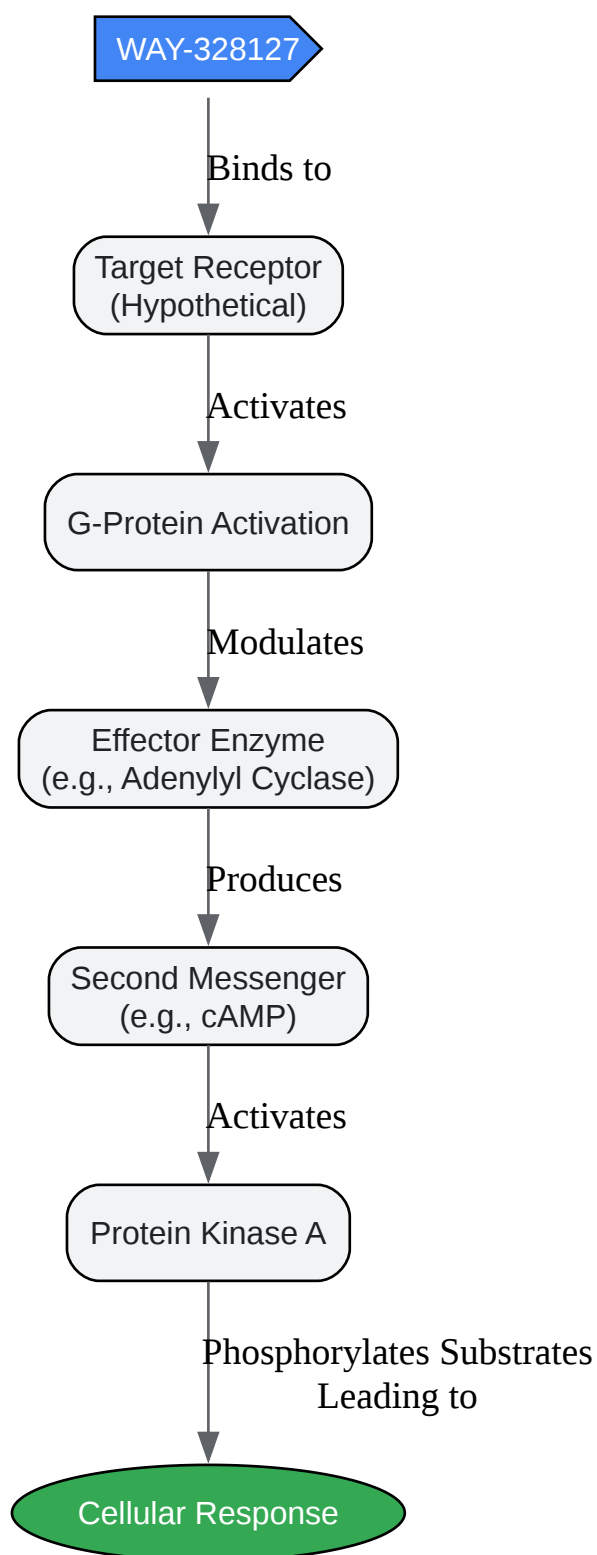 WAY-328127
Binds to
Target Receptor
(Hypothetical)
Activates
G-Protein Activation
Modulates
Effector Enzyme
(e.g., Adenylyl Cyclase)
Produces
Second Messenger
(e.g., cAMP)
Activates
Protein Kinase A
Phosphorylates Substrates
Leading to
Cellular Response